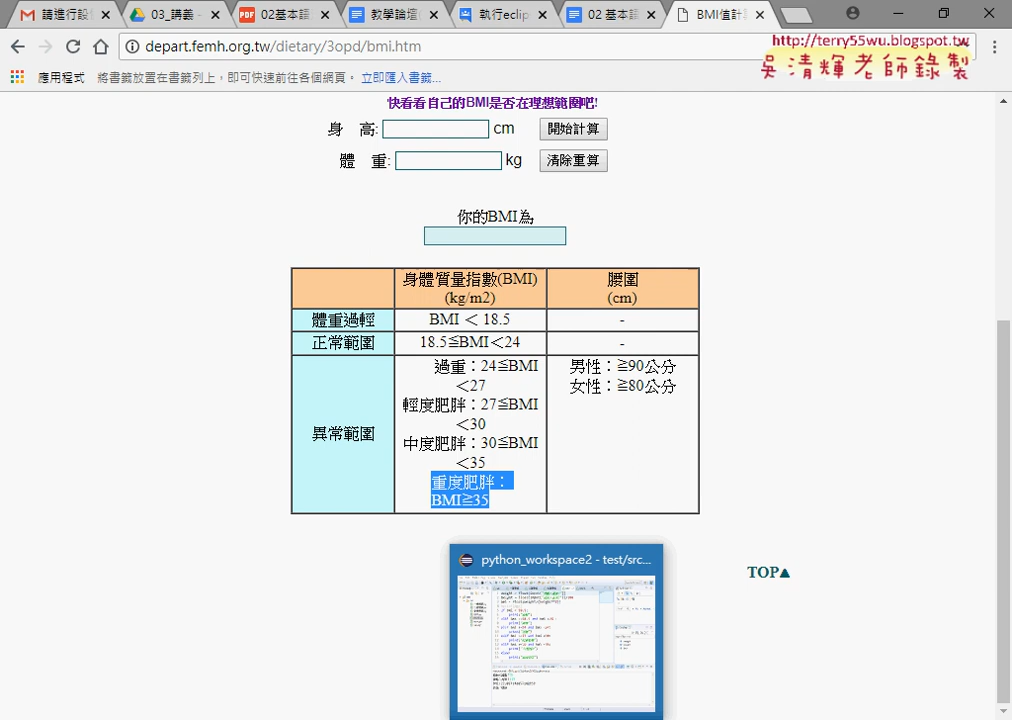 請進行設
03_講義 -
02基本語
教學論壇
執行eclip
02 基本語
BMI值計
depart.femh.org.tw/dietary/3opd/bmi.htm
http://terry55wu.blogspot.tw
吳清輝老師錄製
應用程式 將書籤放置在書籤列上，即可快速前往各個網頁。 立即匯入書籤...
快看看自己的BMI是否在理想範圍吧!
身 高: cm 開始計算
體 重: kg 清除重算
你的BMI為
身體質量指數(BMI) 腰圍
(kg/m2) (cm)
體重過輕 BMI ＜ 18.5 -
正常範圍 18.5≦BMI＜24 -
異常範圍
過重：24≦BMI
＜27
輕度肥胖：27≦BMI
＜30
中度肥胖：30≦BMI
＜35
重度肥胖：
BMI≧35
男性：≧90公分
女性：≧80公分
TOP▲
python_workspace2 - test/src...